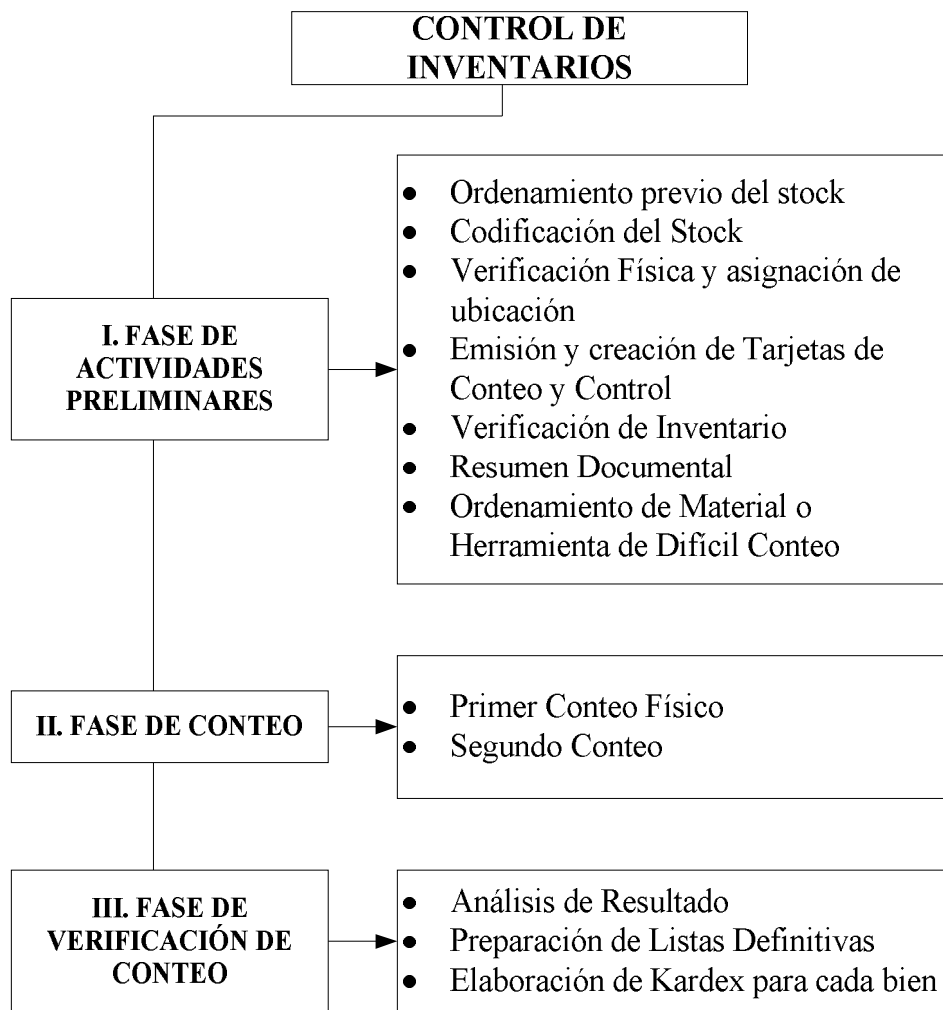 CONTROL DE
INVENTARIOS
I. FASE DE
ACTIVIDADES
PRELIMINARES
● Ordenamiento previo del stock
● Codificación del Stock
● Verificación Física y asignación de
ubicación
● Emisión y creación de Tarjetas de
Conteo y Control
● Verificación de Inventario
● Resumen Documental
● Ordenamiento de Material o
Herramienta de Difícil Conteo
II. FASE DE CONTEO
● Primer Conteo Físico
● Segundo Conteo
III. FASE DE
VERIFICACIÓN DE
CONTEO
● Análisis de Resultado
● Preparación de Listas Definitivas
● Elaboración de Kardex para cada bien